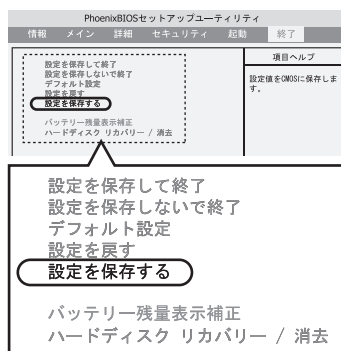 PhoenixBIOSセットアップユーティリティ
情報 メイン 詳細 セキュリティ 起動 終了
項目ヘルプ
設定を保存して終了
設定を保存しないで終了
デフォルト設定
設定を戻す
設定を保存する
バッテリー残量表示補正
ハードディスク リカバリー / 消去
設定値をCMOSに保存しま
す。
設定を保存して終了
設定を保存しないで終了
デフォルト設定
設定を戻す
設定を保存する
バッテリー残量表示補正
ハードディスク リカバリー / 消去